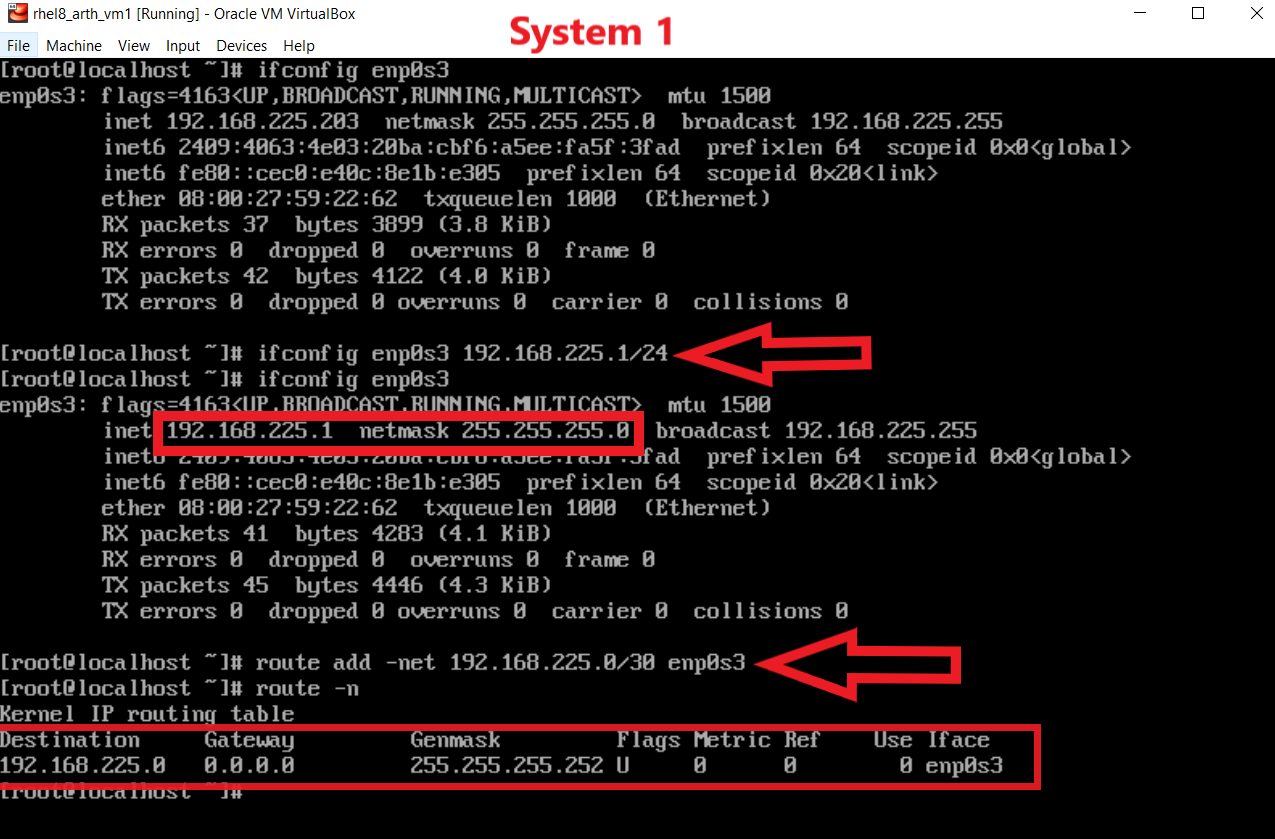 rhel8_arth_vm1 [Running] - Oracle VM VirtualBox
System 1
File Machine View Input Devices Help
[root@localhost ~]# ifconfig enp0s3
enp0s3: flags=4163<UP,BROADCAST,RUNNING,MULTICAST>  mtu 1500
inet 192.168.225.203  netmask 255.255.255.0  broadcast 192.168.225.255
inet6 2409:4063:4e03:20ba:cbf6:a5ee:fa5f:3fad  prefixlen 64  scopeid 0x0<global>
inet6 fe80::cec0:e40c:8e1b:e305  prefixlen 64  scopeid 0x20<link>
ether 08:00:27:59:22:62  txqueuelen 1000  (Ethernet)
RX packets 37  bytes 3899 (3.8 KiB)
RX errors 0  dropped 0  overruns 0  frame 0
TX packets 42  bytes 4122 (4.0 KiB)
TX errors 0  dropped 0 overruns 0  carrier 0  collisions 0
[root@localhost ~]# ifconfig enp0s3 192.168.225.1/24
[root@localhost ~]# ifconfig enp0s3
enp0s3: flags=4163<UP,BROADCAST,RUNNING,MULTICAST>  mtu 1500
inet 192.168.225.1  netmask 255.255.255.0  broadcast 192.168.225.255
inet6 2409:4063:4e03:20ba:cbf6:a5ee:fa5f:3fad  prefixlen 64  scopeid 0x0<global>
inet6 fe80::cec0:e40c:8e1b:e305  prefixlen 64  scopeid 0x20<link>
ether 08:00:27:59:22:62  txqueuelen 1000  (Ethernet)
RX packets 41  bytes 4283 (4.1 KiB)
RX errors 0  dropped 0  overruns 0  frame 0
TX packets 45  bytes 4446 (4.3 KiB)
TX errors 0  dropped 0 overruns 0  carrier 0  collisions 0
[root@localhost ~]# route add -net 192.168.225.0/30 enp0s3
[root@localhost ~]# route -n
Kernel IP routing table
Destination     Gateway         Genmask         Flags Metric Ref    Use Iface
192.168.225.0   0.0.0.0         255.255.255.252 U     0      0        0 enp0s3
[root@localhost ~]#